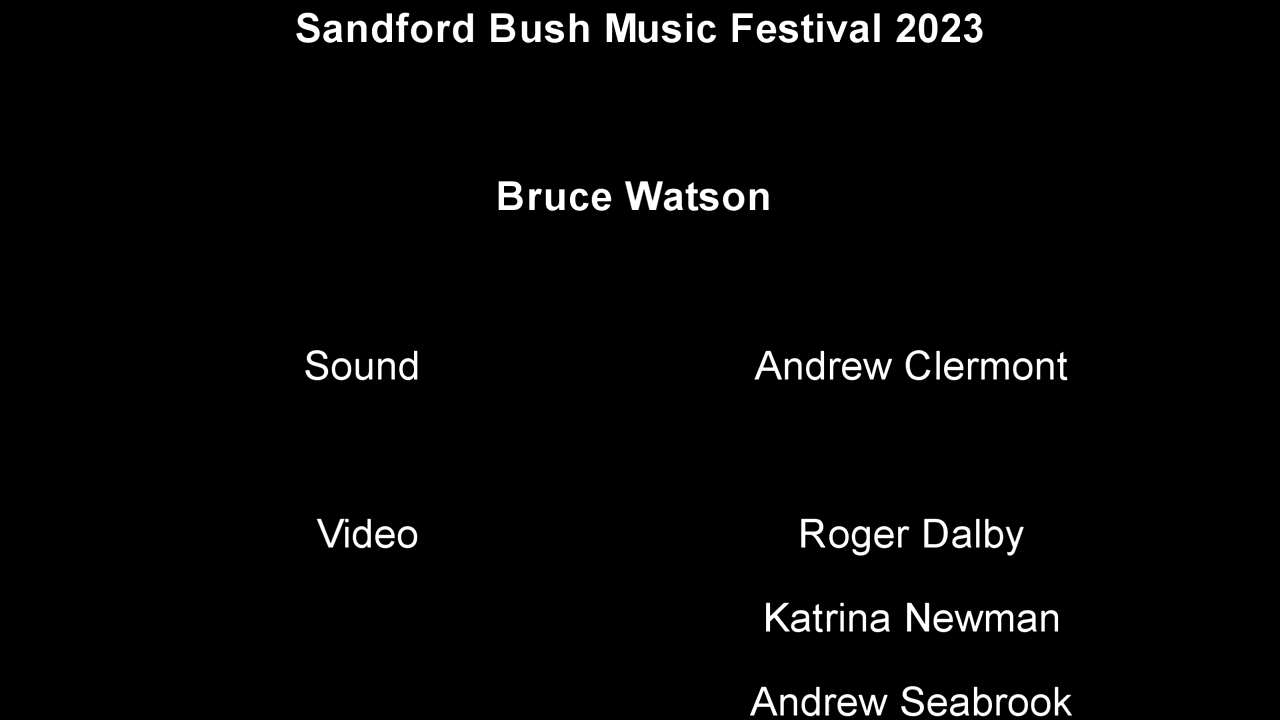 Sandford Bush Music Festival 2023
Bruce Watson
Sound Andrew Clermont
Video Roger Dalby
Katrina Newman
Andrew Seabrook